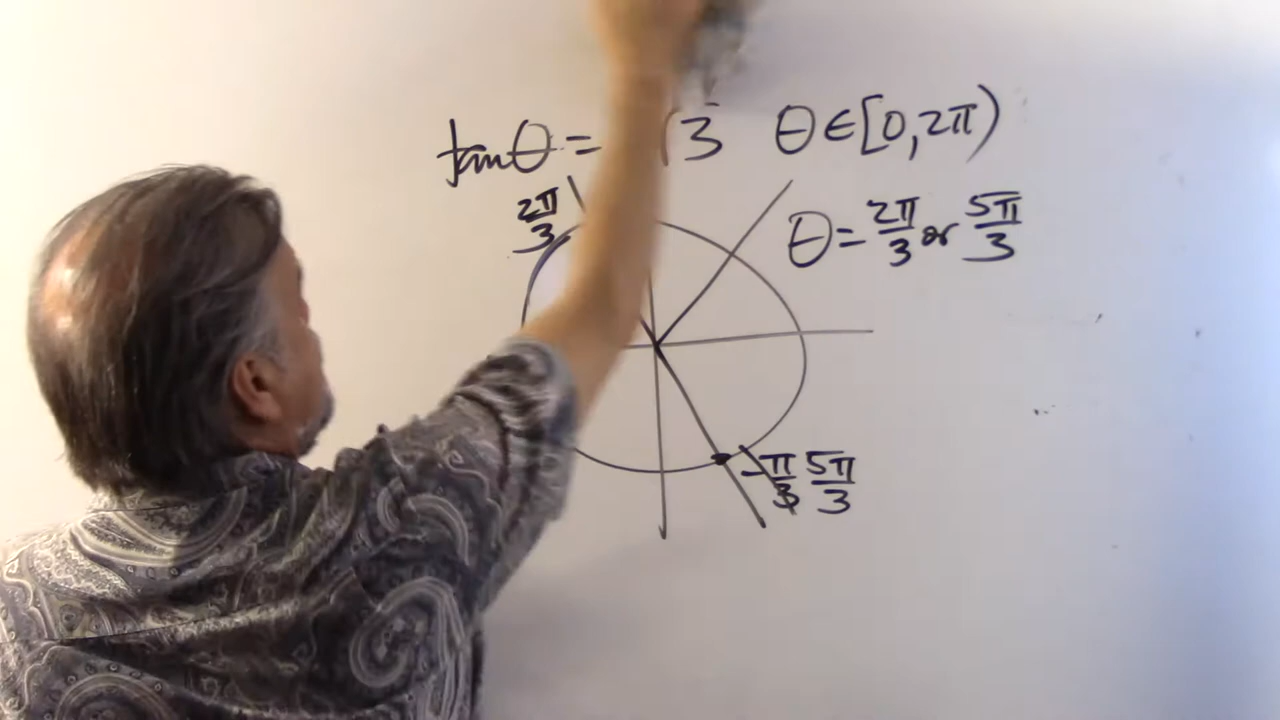 tanθ = √3 θ∈[0,2π)
2π/3
θ = 2π/3 or 5π/3
-π/3 5π/3